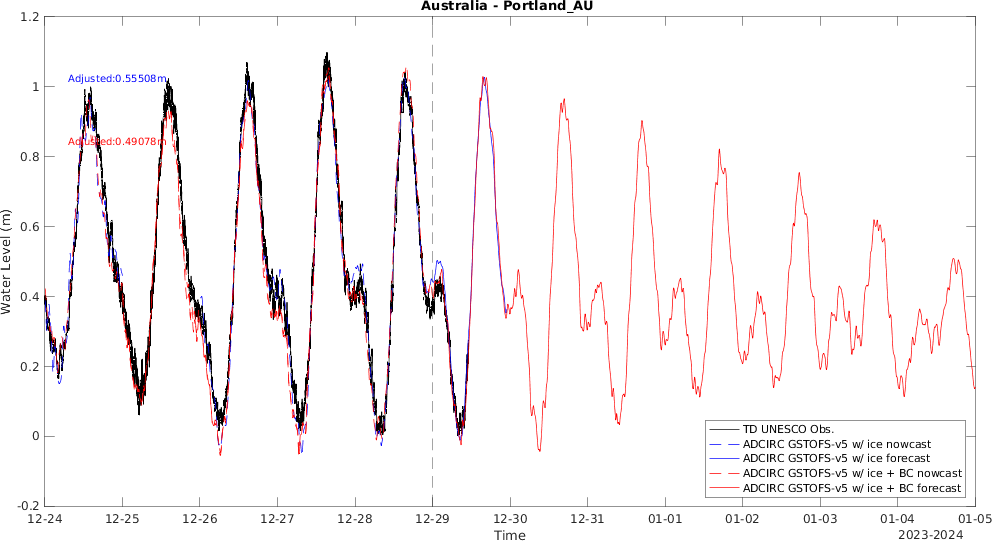 Australia - Portland_AU
Water Level (m)
1.2
1
0.8
0.6
0.4
0.2
0
-0.2
Adjusted:0.55508m
Adjusted:0.49078m
TD UNESCO Obs.
ADCIRC GSTOFS-v5 w/ ice nowcast
ADCIRC GSTOFS-v5 w/ ice forecast
ADCIRC GSTOFS-v5 w/ ice + BC nowcast
ADCIRC GSTOFS-v5 w/ ice + BC forecast
12-24 12-25 12-26 12-27 12-28 12-29 12-30 12-31 01-01 01-02 01-03 01-04 01-05
Time
2023-2024